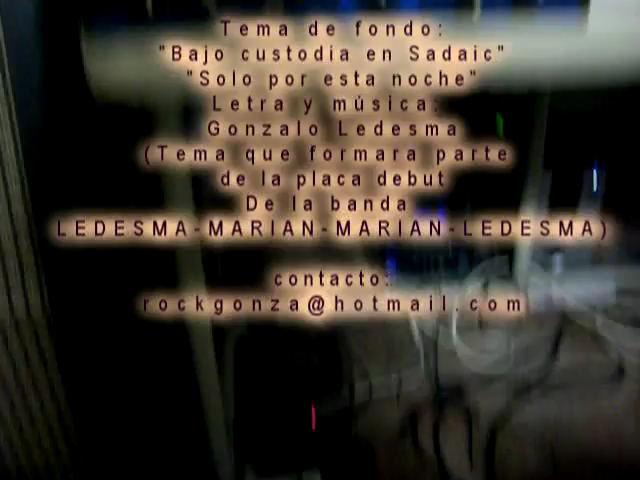 Tema de fondo:
"Bajo custodia en Sadaic"
"Solo por esta noche"
Letra y música:
Gonzalo Ledesma
(Tema que formara parte
de la placa debut
De la banda
LEDESMA-MARIAN-MARIAN-LEDESMA)
contacto:
rockgonza@hotmail.com